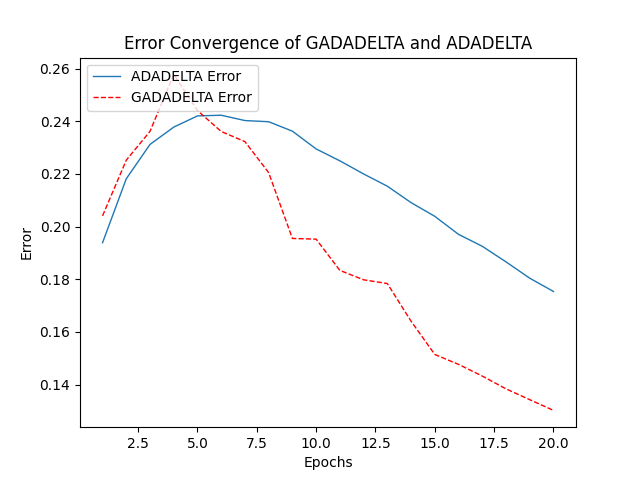 Error Convergence of GADADELTA and ADADELTA
ADADELTA Error
GADADELTA Error
0.26
0.24
0.22
0.20
0.18
0.16
0.14
Error
2.5 5.0 7.5 10.0 12.5 15.0 17.5 20.0
Epochs